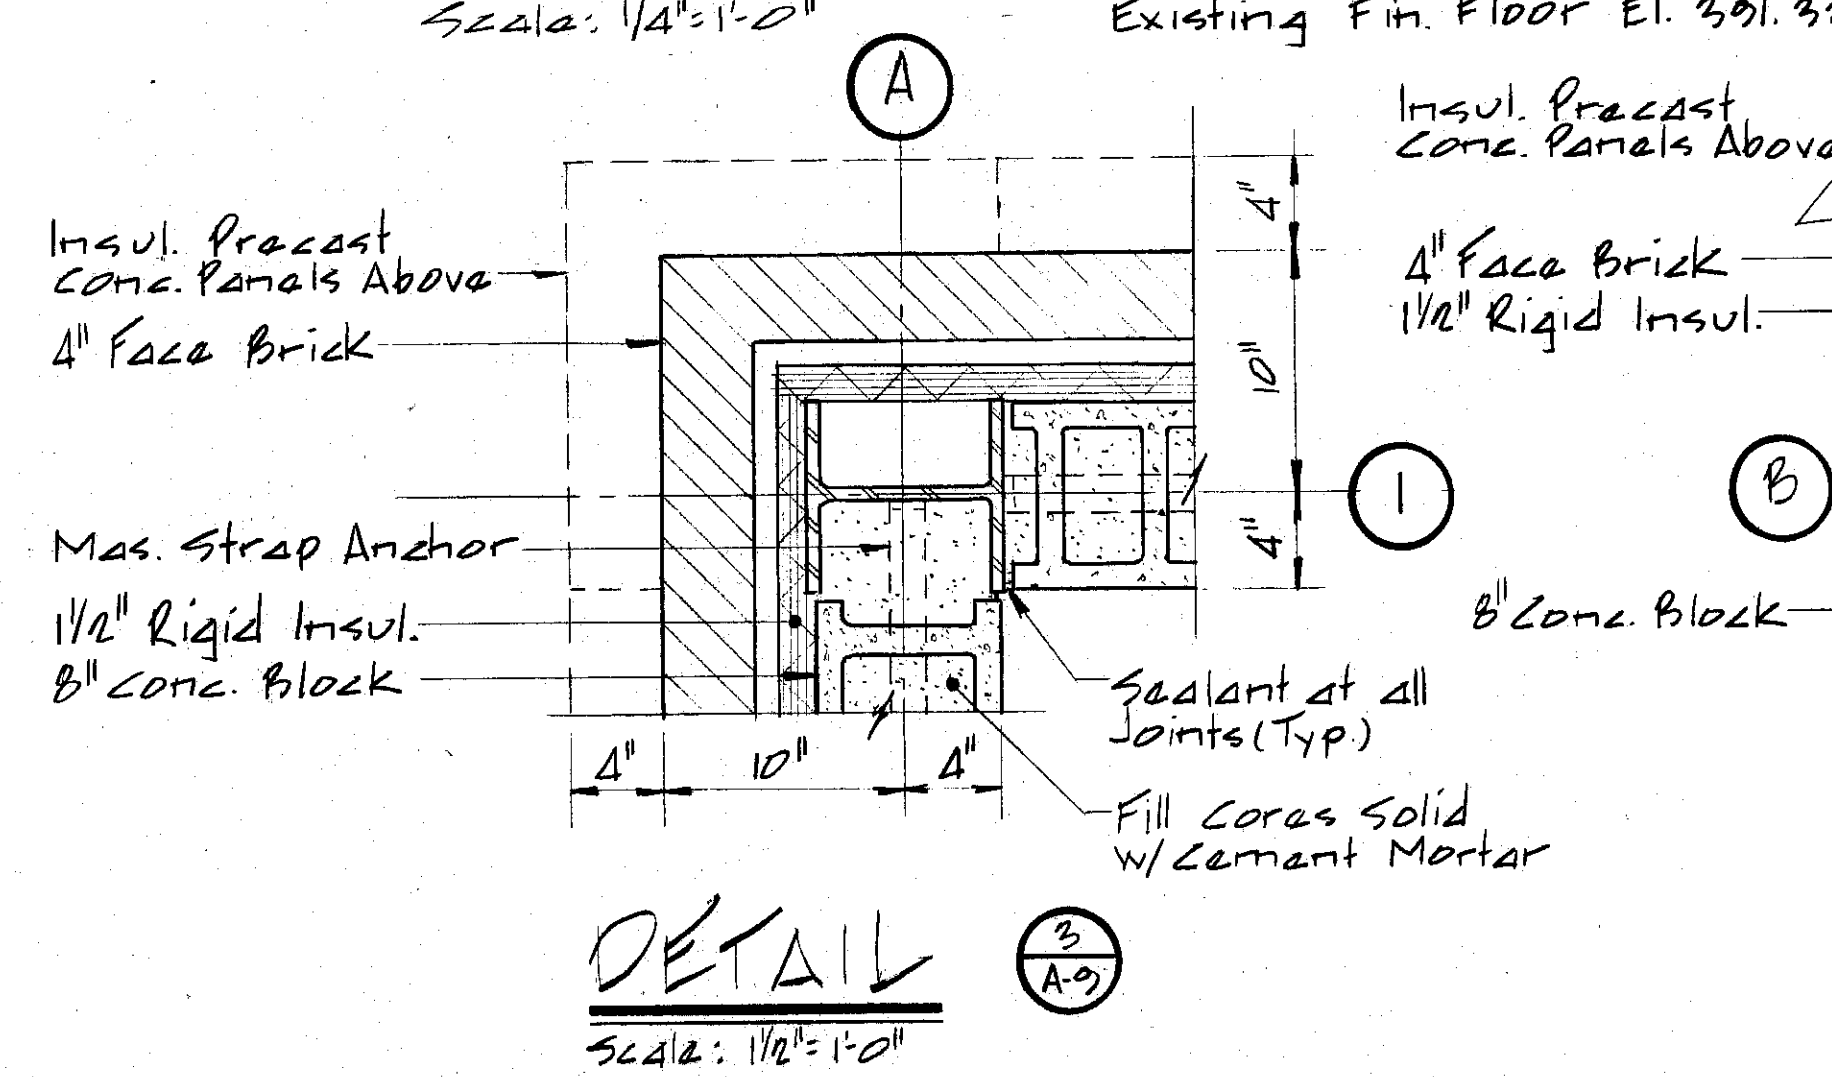 Scale: 1/4"=1'-0"
Existing Fin. Floor El. 391.3
A
Insul. Precast
Conc. Panels Above
4" Face Brick
Mas. Strap Anchor
1 1/2" Rigid Insul.
8" Conc. Block
4"
10"
4"
1
Insul. Precast
Conc. Panels Above
4" Face Brick
1 1/2" Rigid Insul.
B
8" Conc. Block
Sealant at all
Joints (Typ.)
4"
10"
4"
Fill Cores Solid
w/ Cement Mortar
DETAIL
3
A-9
Scale: 1 1/2"=1'-0"